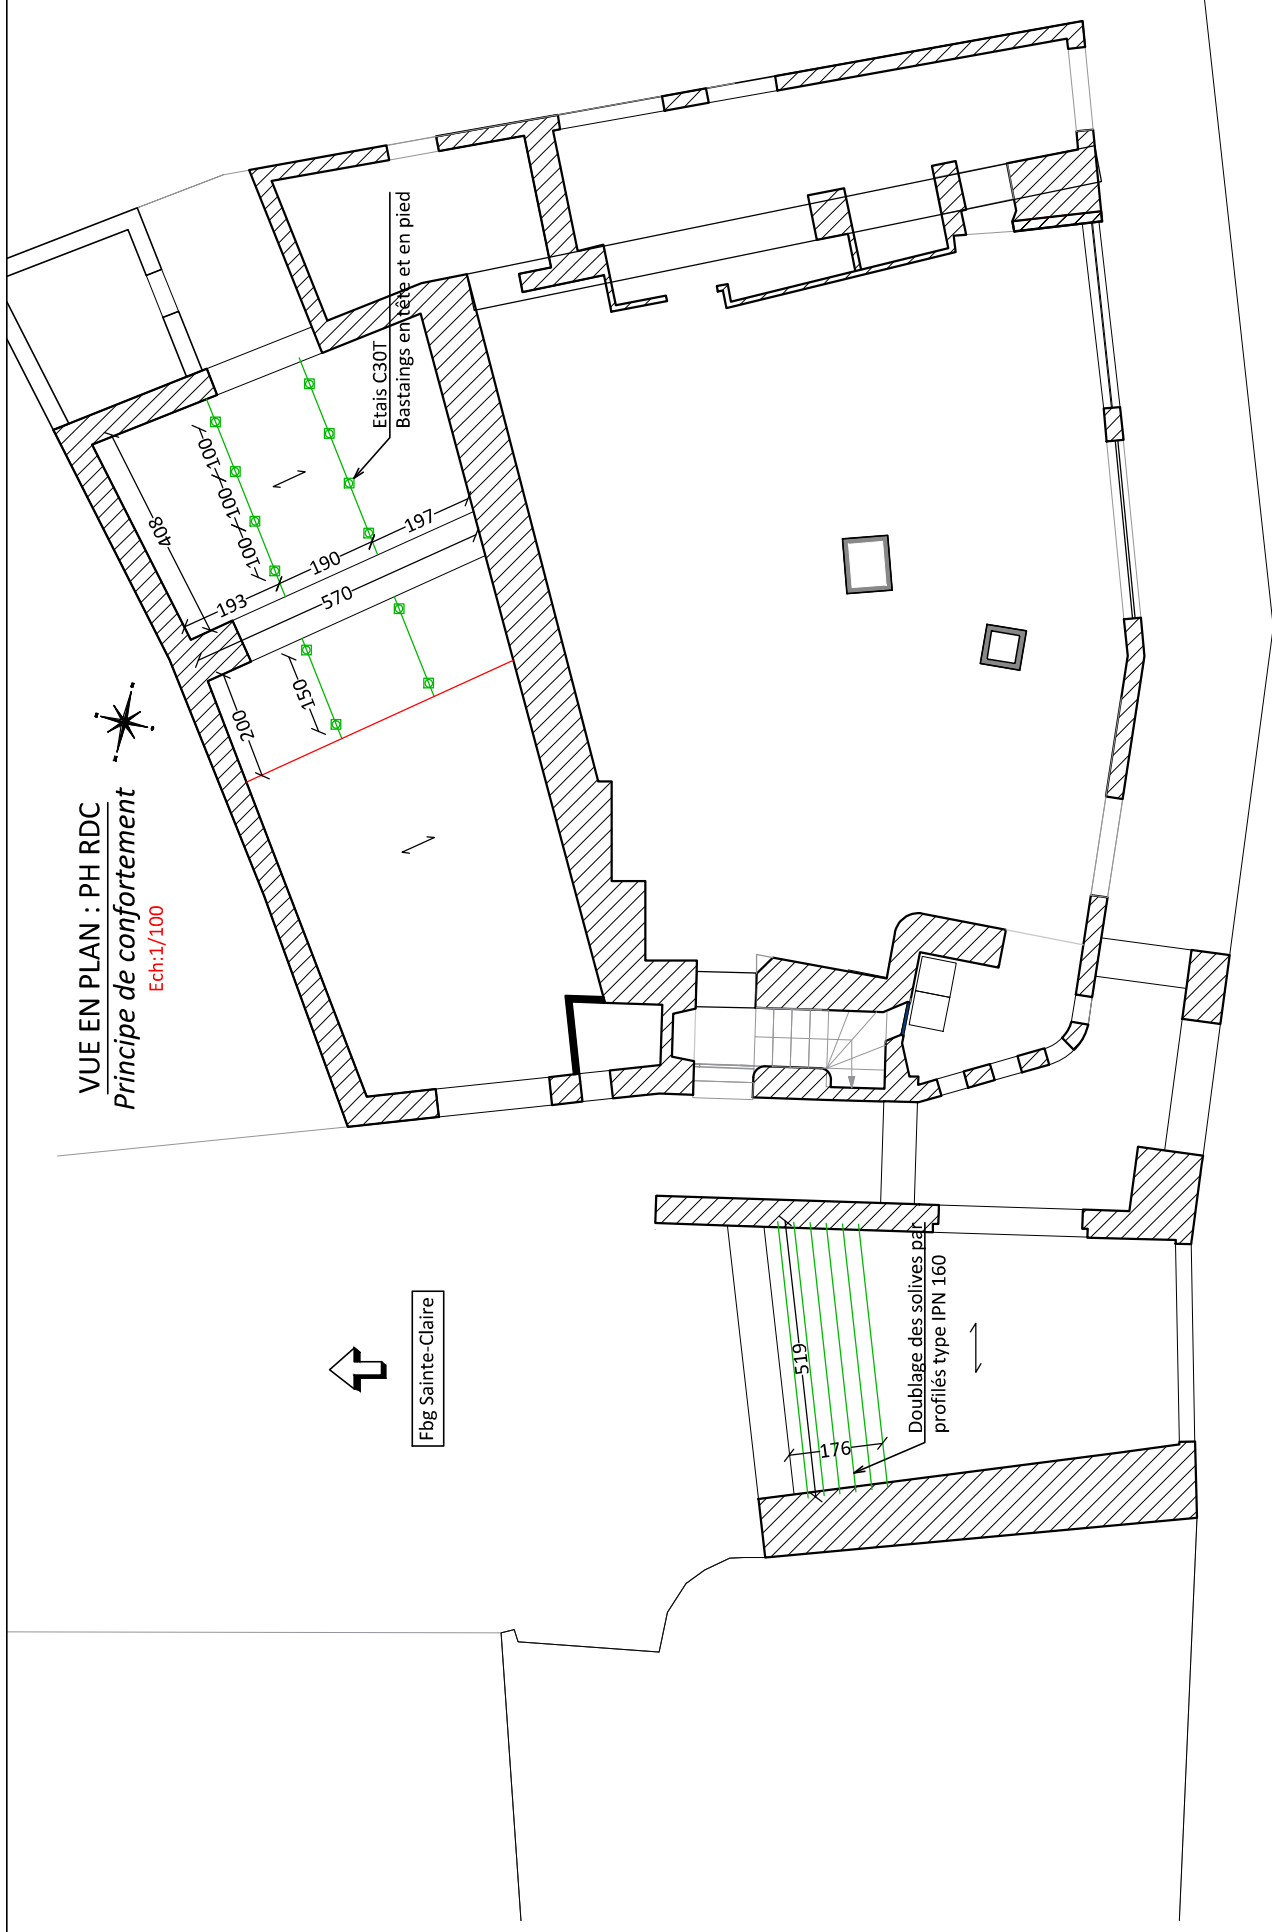 VUE EN PLAN : PH RDC
Principe de confortement
Ech:1/100
Etais C30T
Bastaings en tête et en pied
408
100
100
100
193
190
197
570
200
150
Fbg Sainte-Claire
519
176
Doublage des solives par
profilés type IPN 160